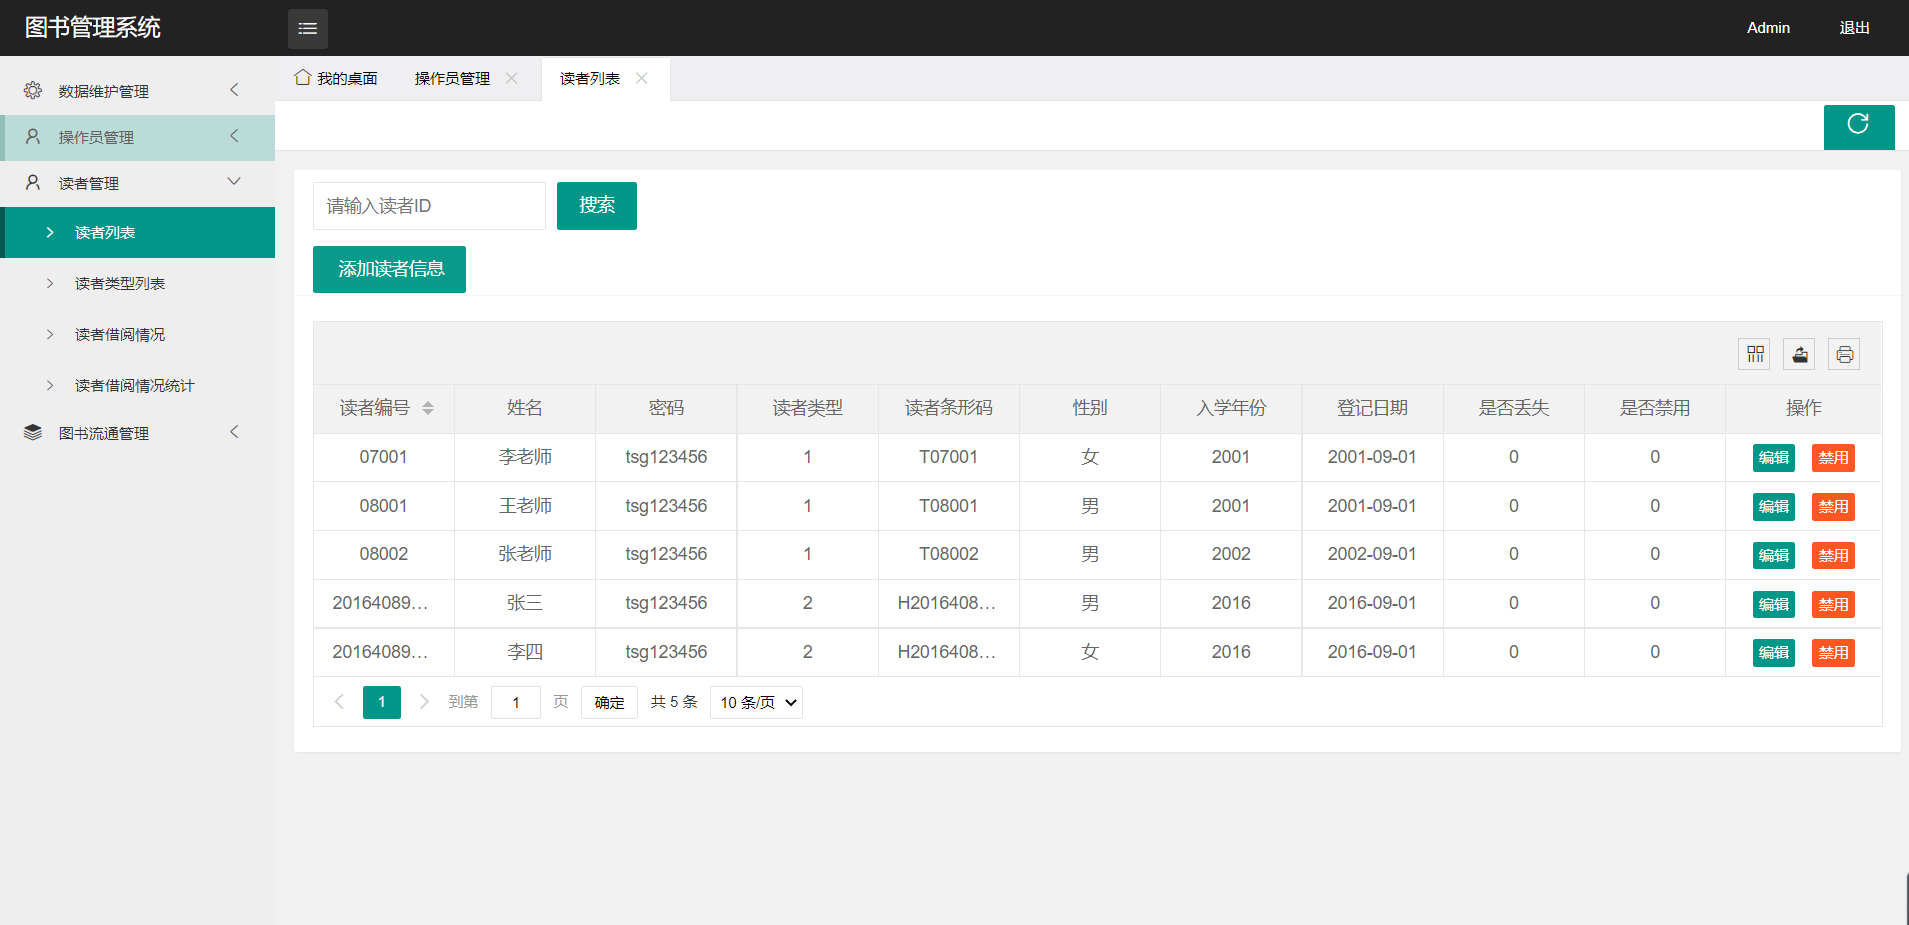 图书管理系统
Admin
退出
数据维护管理
操作员管理
读者管理
读者列表
读者类型列表
读者借阅情况
读者借阅情况统计
图书流通管理
我的桌面 操作员管理 读者列表
请输入读者ID 搜索
添加读者信息
读者编号 姓名 密码 读者类型 读者条形码 性别 入学年份 登记日期 是否丢失 是否禁用 操作
07001 李老师 tsg123456 1 T07001 女 2001 2001-09-01 0 0 编辑 禁用
08001 王老师 tsg123456 1 T08001 男 2001 2001-09-01 0 0 编辑 禁用
08002 张老师 tsg123456 1 T08002 男 2002 2002-09-01 0 0 编辑 禁用
20164089... 张三 tsg123456 2 H2016408... 男 2016 2016-09-01 0 0 编辑 禁用
20164089... 李四 tsg123456 2 H2016408... 女 2016 2016-09-01 0 0 编辑 禁用
1 到第 1 页 确定 共 5 条 10 条/页